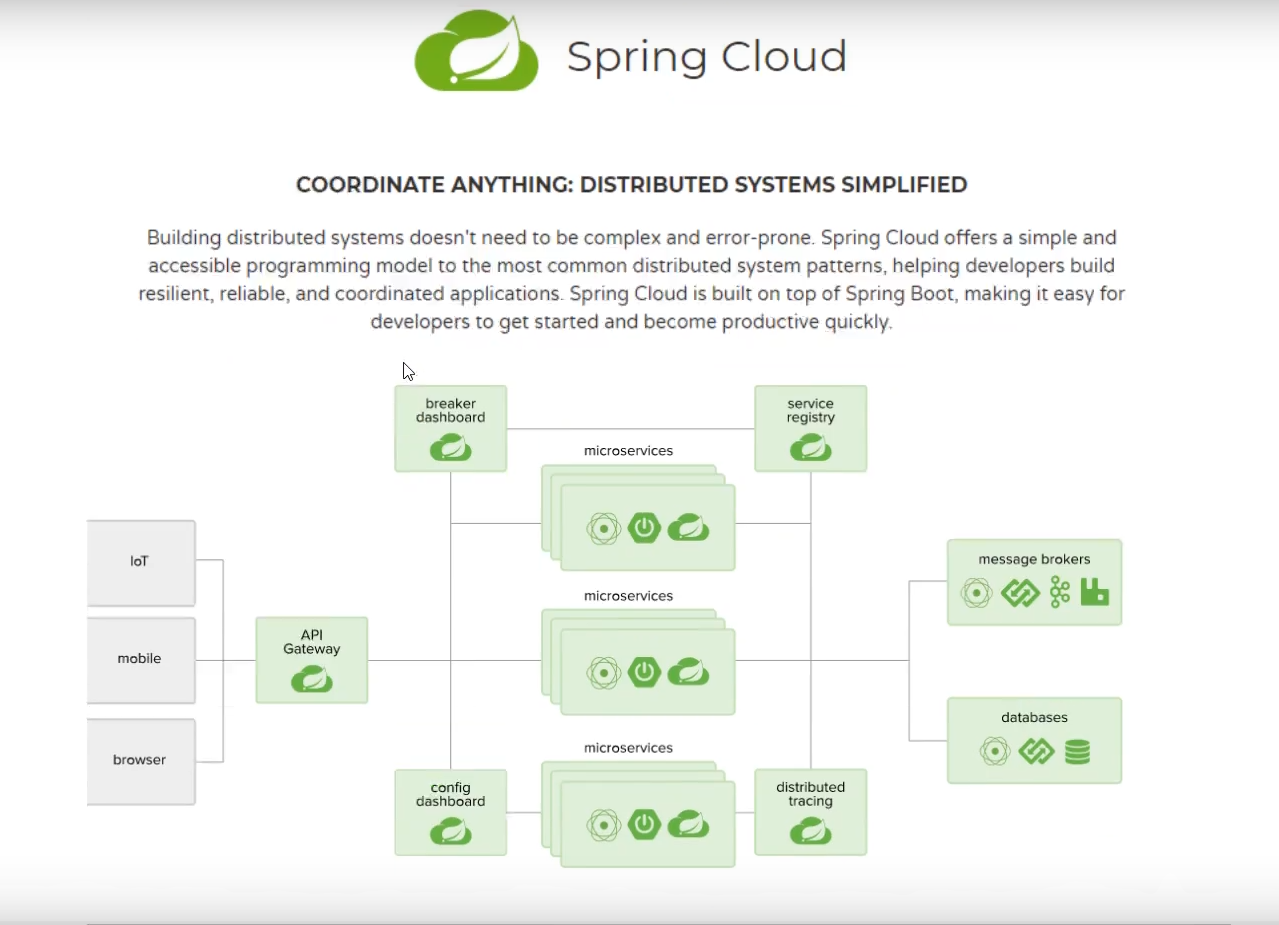 Spring Cloud
COORDINATE ANYTHING: DISTRIBUTED SYSTEMS SIMPLIFIED
Building distributed systems doesn't need to be complex and error-prone. Spring Cloud offers a simple and
accessible programming model to the most common distributed system patterns, helping developers build
resilient, reliable, and coordinated applications. Spring Cloud is built on top of Spring Boot, making it easy for
developers to get started and become productive quickly.
breaker
dashboard
service
registry
microservices
IoT
mobile
browser
API
Gateway
microservices
message brokers
databases
microservices
config
dashboard
distributed
tracing